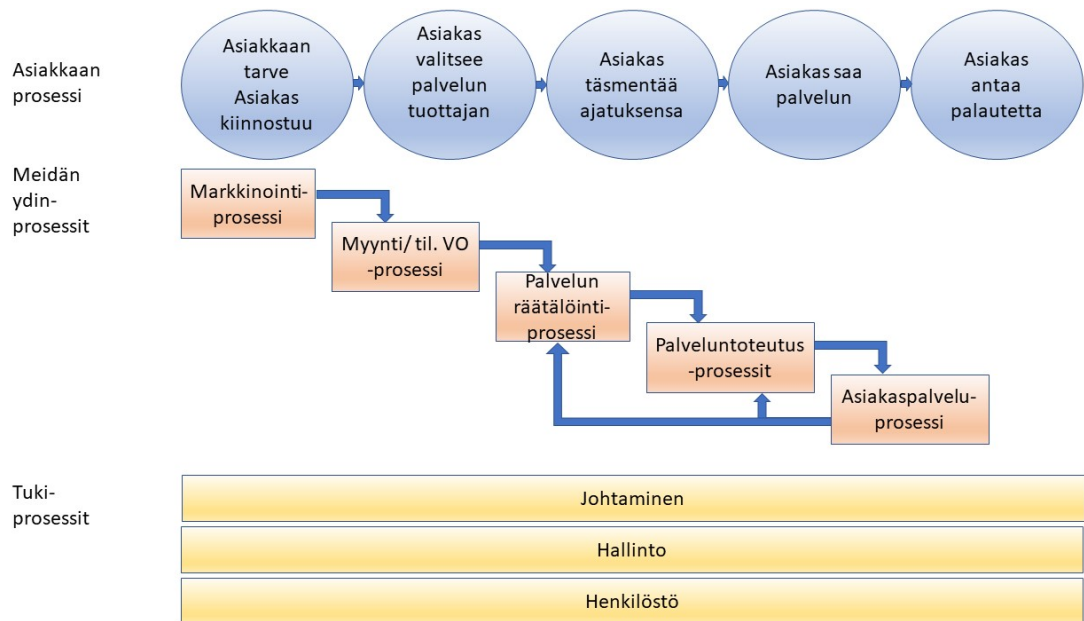 Asiakkaan
prosessi
Asiakkaan
tarve
Asiakas
kiinnostuu
Asiakas
valitsee
palvelun
tuottajan
Asiakas
täsmentää
ajatuksensa
Asiakas saa
palvelun
Asiakas
antaa
palautetta
Meidän
ydin-
prosessit
Markkinointi-
prosessi
Myynti/ til. VO
-prosessi
Palvelun
räätälöinti-
prosessi
Palveluntoteutus
-prosessit
Asiakaspalvelu-
prosessi
Tuki-
prosessit
Johtaminen
Hallinto
Henkilöstö